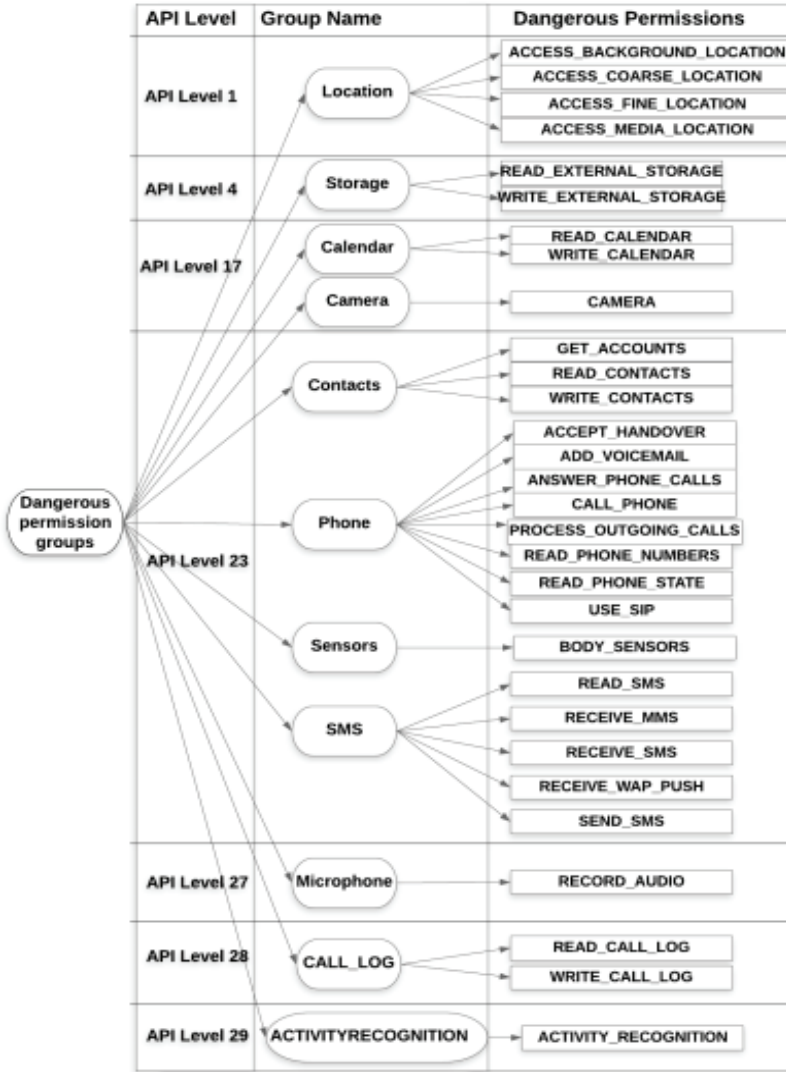 API Level Group Name Dangerous Permissions
API Level 1
Location
ACCESS_BACKGROUND_LOCATION
ACCESS_COARSE_LOCATION
ACCESS_FINE_LOCATION
ACCESS_MEDIA_LOCATION
API Level 4
Storage
READ_EXTERNAL_STORAGE
WRITE_EXTERNAL_STORAGE
API Level 17
Calendar
READ_CALENDAR
WRITE_CALENDAR
Camera
CAMERA
Dangerous
permission
groups
API Level 23
Contacts
GET_ACCOUNTS
READ_CONTACTS
WRITE_CONTACTS
Phone
ACCEPT_HANDOVER
ADD_VOICEMAIL
ANSWER_PHONE_CALLS
CALL_PHONE
PROCESS_OUTGOING_CALLS
READ_PHONE_NUMBERS
READ_PHONE_STATE
USE_SIP
Sensors
BODY_SENSORS
SMS
READ_SMS
RECEIVE_MMS
RECEIVE_SMS
RECEIVE_WAP_PUSH
SEND_SMS
API Level 27
Microphone
RECORD_AUDIO
API Level 28
CALL_LOG
READ_CALL_LOG
WRITE_CALL_LOG
API Level 29
ACTIVITYRECOGNITION
ACTIVITY_RECOGNITION